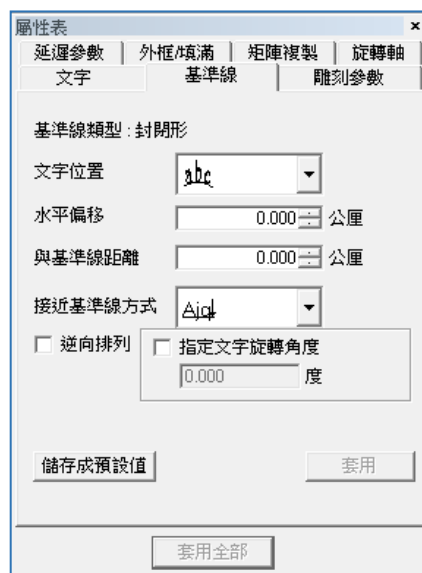 屬性表
延遲參數 外框/填滿 矩陣複製 旋轉軸
文字 基準線 雕刻參數
基準線類型 : 封閉形
文字位置 abc
水平偏移 0.000 公厘
與基準線距離 0.000 公厘
接近基準線方式 Ajql
逆向排列 指定文字旋轉角度
0.000 度
儲存成預設值 套用
套用全部